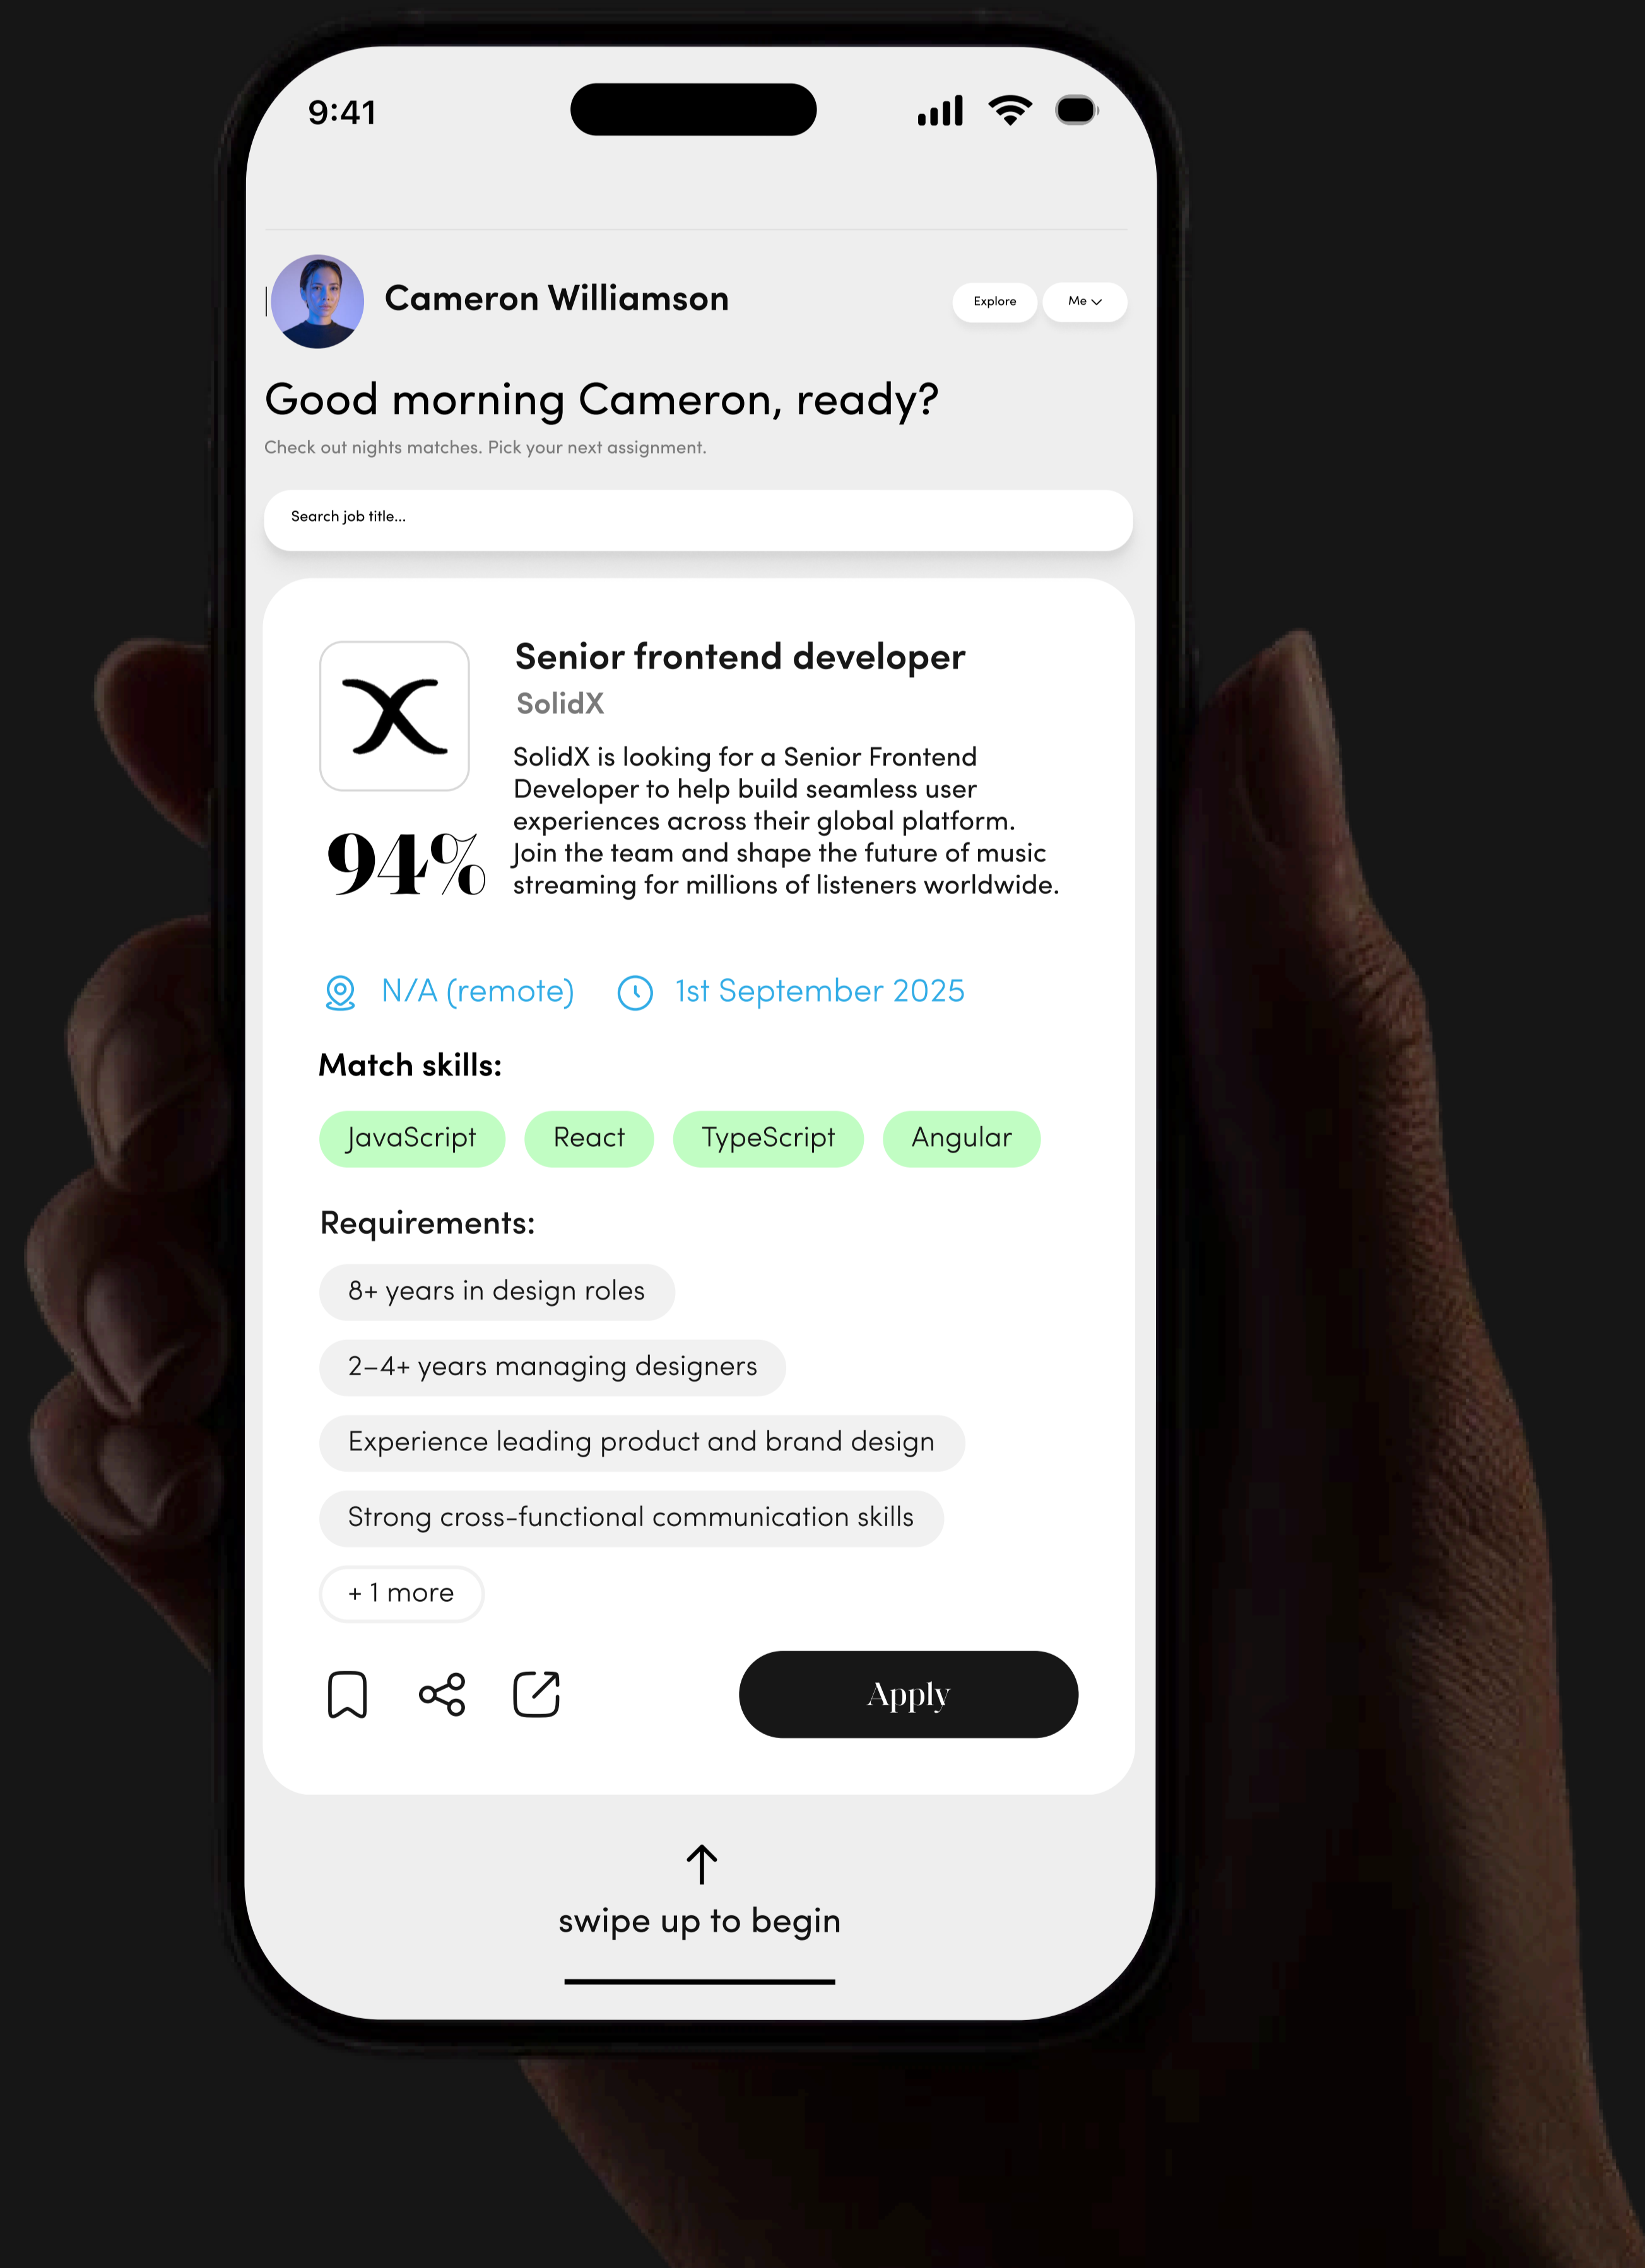 9:41
Cameron Williamson
Explore
Me
Good morning Cameron, ready?
Check out nights matches. Pick your next assignment.
Search job title...
Senior frontend developer
SolidX
SolidX is looking for a Senior Frontend
Developer to help build seamless user
experiences across their global platform.
Join the team and shape the future of music
streaming for millions of listeners worldwide.
94%
N/A (remote)
1st September 2025
Match skills:
JavaScript
React
TypeScript
Angular
Requirements:
8+ years in design roles
2–4+ years managing designers
Experience leading product and brand design
Strong cross-functional communication skills
+ 1 more
Apply
swipe up to begin